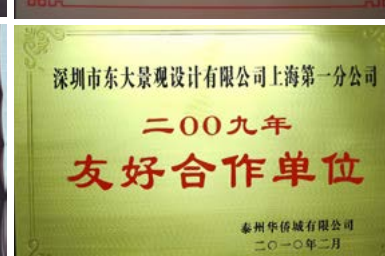 深圳市东大景观设计有限公司上海第一分公司
二00九年
友好合作单位
泰州华侨城有限公司
二〇一〇年二月